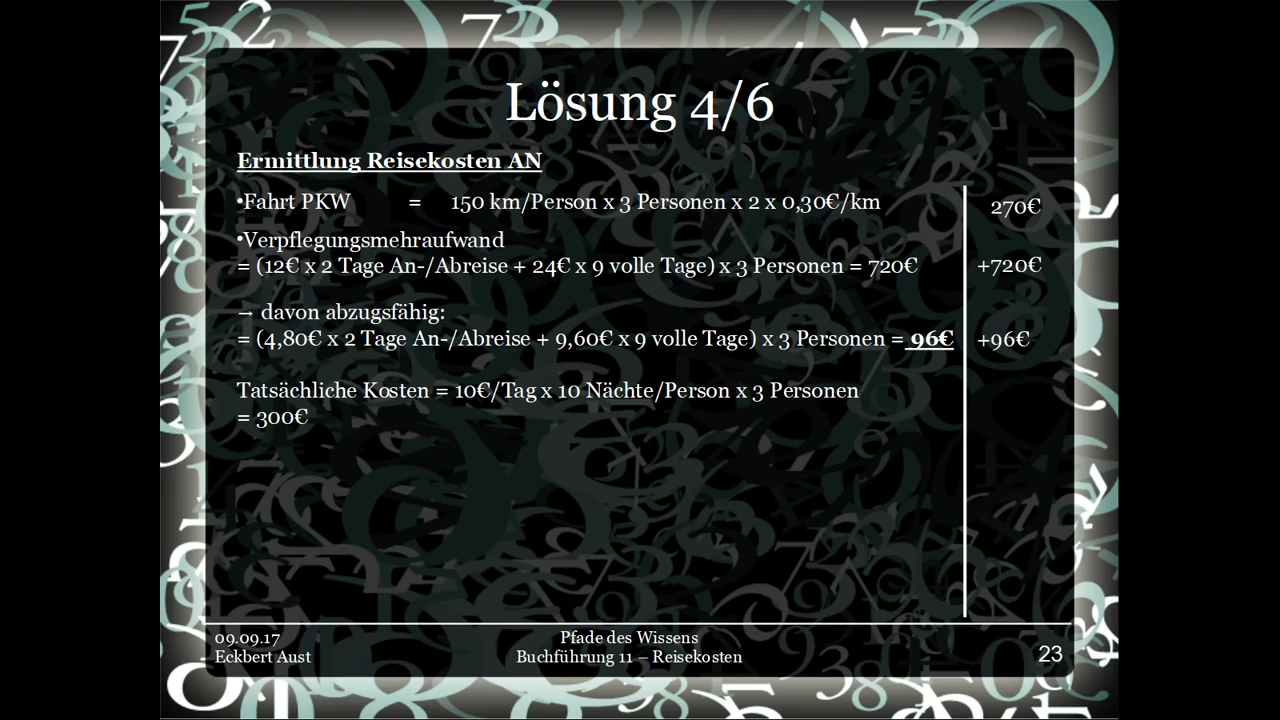 Lösung 4/6
Ermittlung Reisekosten AN
•Fahrt PKW = 150 km/Person x 3 Personen x 2 x 0,30€/km 270€
•Verpflegungsmehraufwand
= (12€ x 2 Tage An-/Abreise + 24€ x 9 volle Tage) x 3 Personen = 720€ +720€
→ davon abzugsfähig:
= (4,80€ x 2 Tage An-/Abreise + 9,60€ x 9 volle Tage) x 3 Personen = 96€ +96€
Tatsächliche Kosten = 10€/Tag x 10 Nächte/Person x 3 Personen
= 300€
09.09.17
Eckbert Aust
Pfade des Wissens
Buchführung 11 – Reisekosten
23